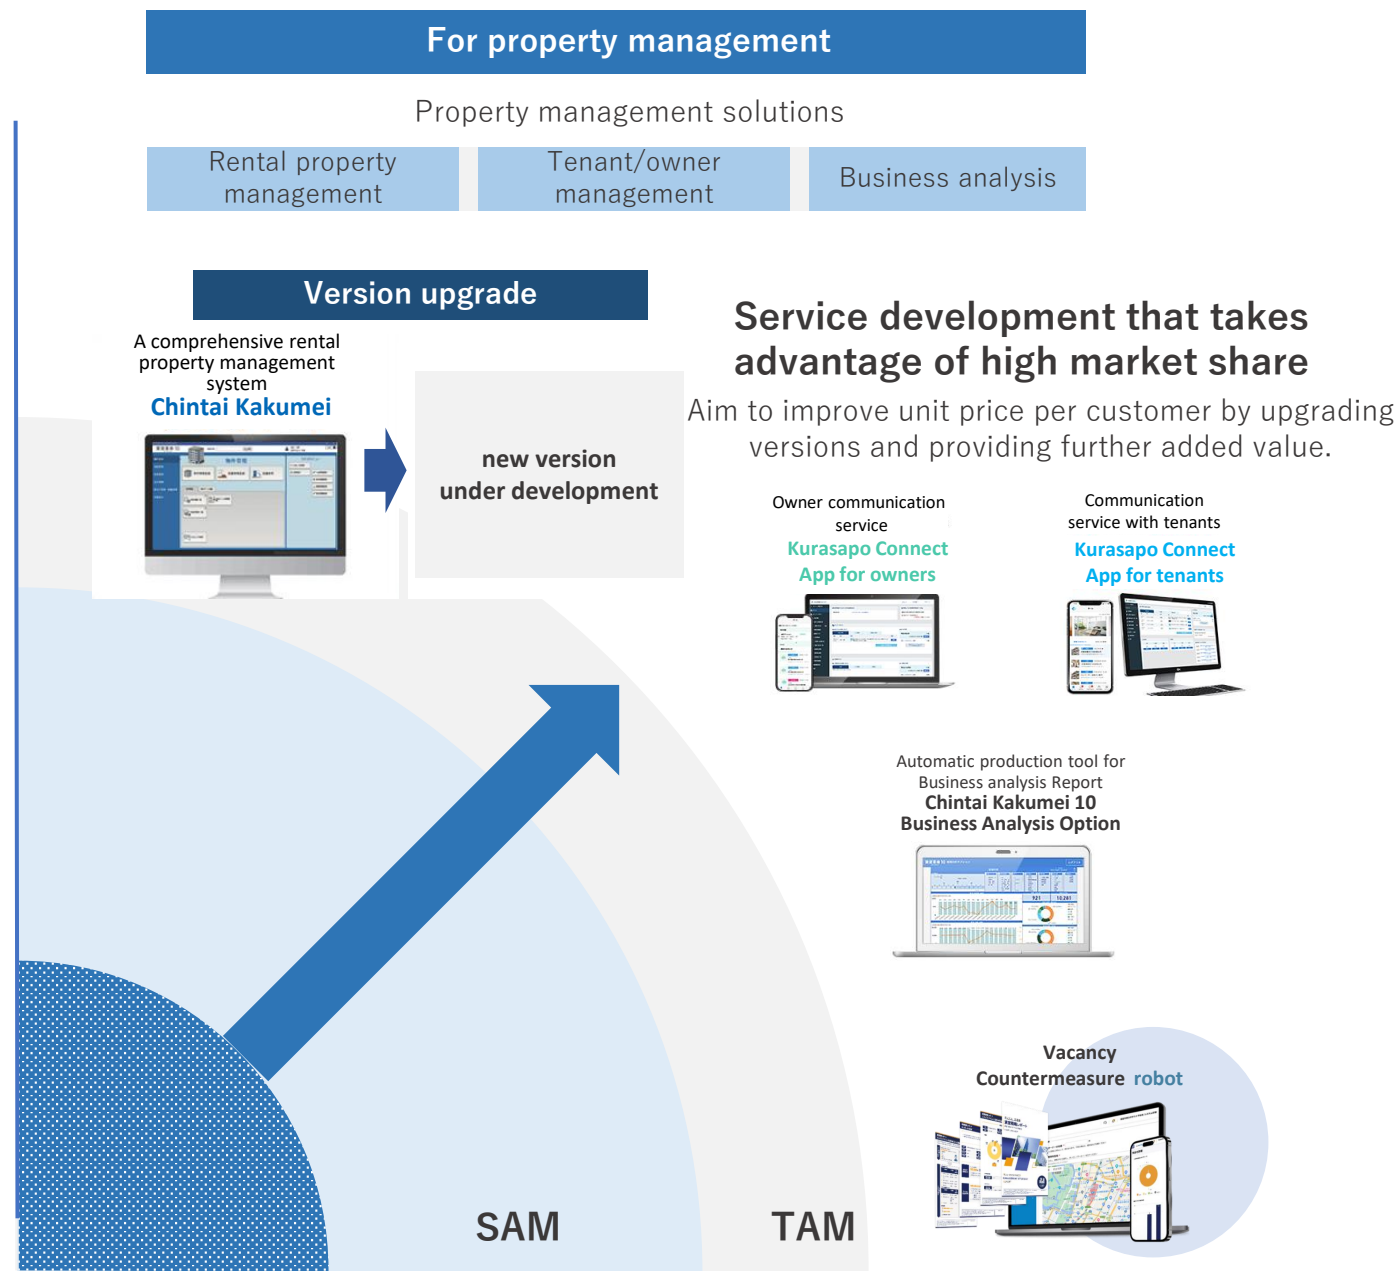 For property management
Property management solutions
Rental property
management
Tenant/owner
management
Business analysis
Version upgrade
A comprehensive rental
property management
system
Chintai Kakumei
new version
under development
Service development that takes
advantage of high market share
Aim to improve unit price per customer by upgrading
versions and providing further added value.
Owner communication
service
Kurasapo Connect
App for owners
Communication
service with tenants
Kurasapo Connect
App for tenants
Automatic production tool for
Business analysis Report
Chintai Kakumei 10
Business Analysis Option
921
10,261
Vacancy
Countermeasure robot
SAM
TAM